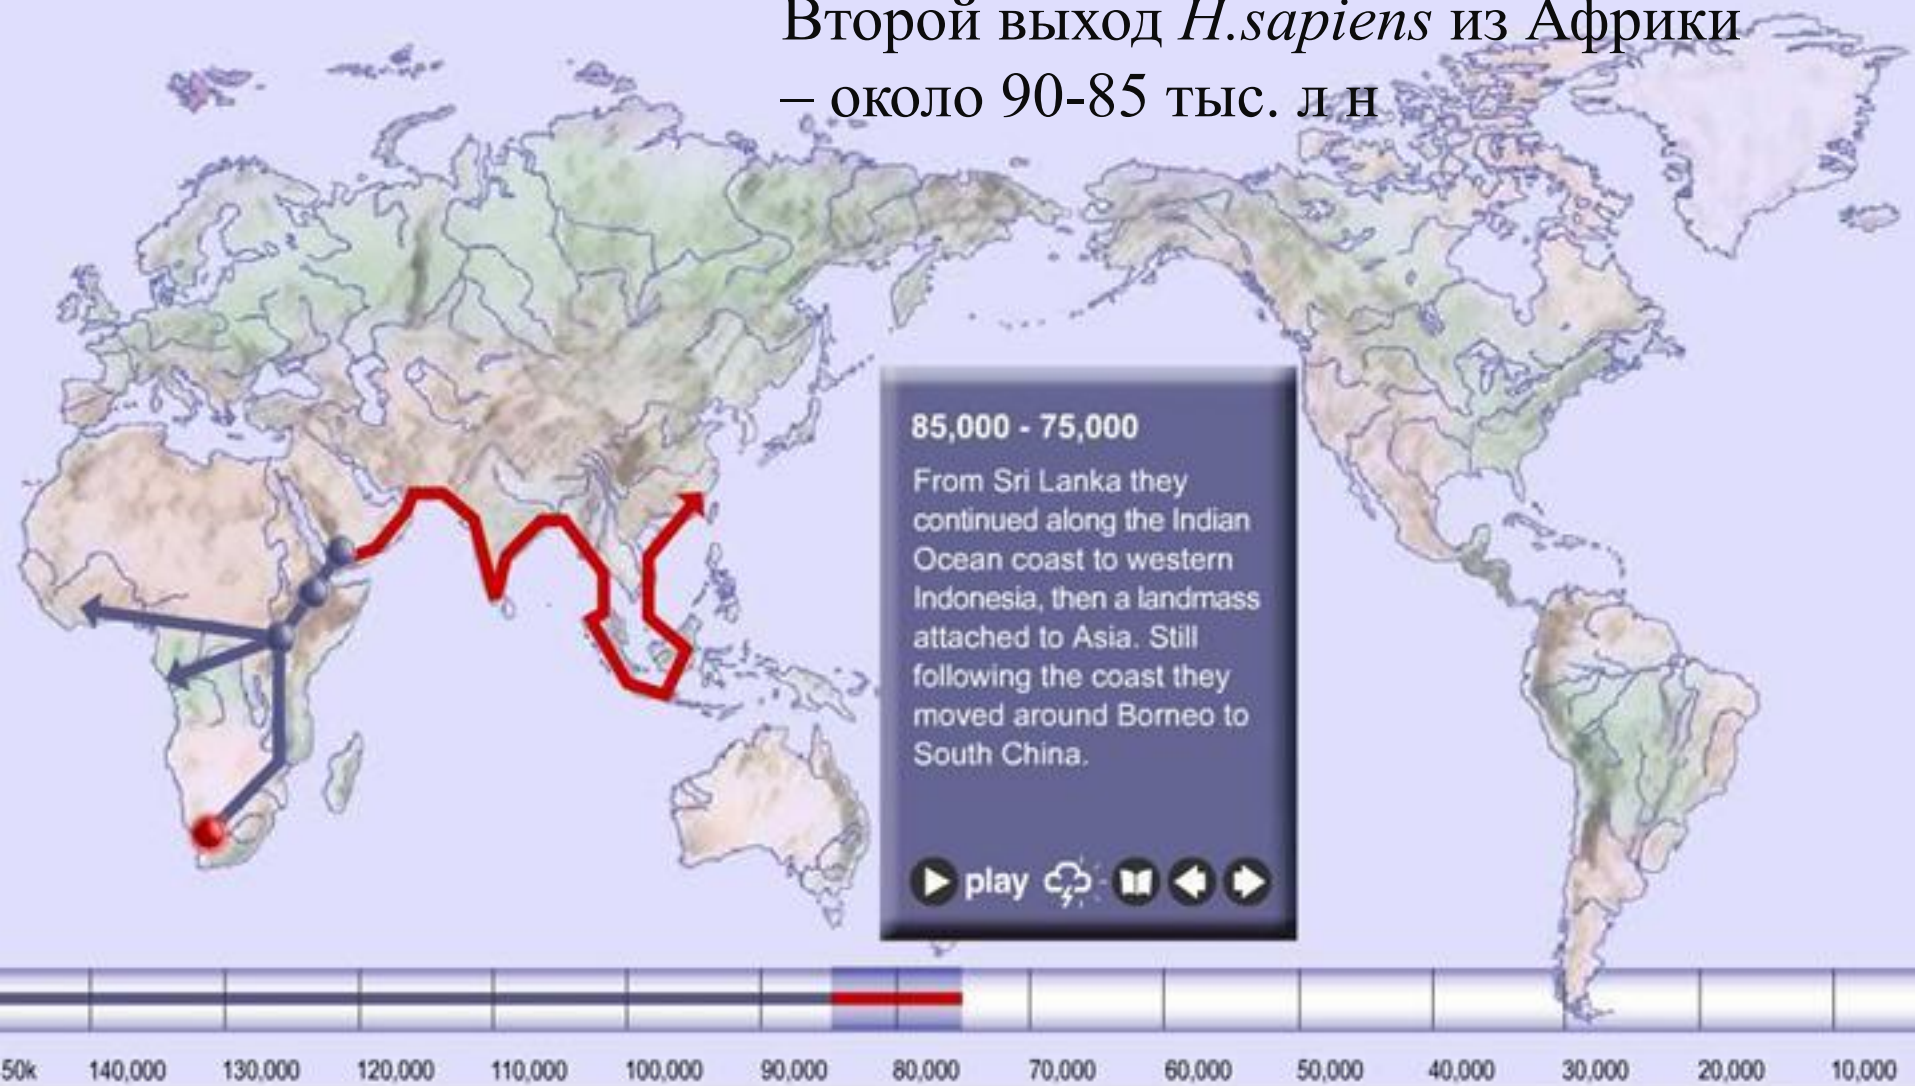 Второй выход H.sapiens из Африки
– около 90-85 тыс. л н
85,000 - 75,000
From Sri Lanka they
continued along the Indian
Ocean coast to western
Indonesia, then a landmass
attached to Asia. Still
following the coast they
moved around Borneo to
South China.
play
50k 140,000 130,000 120,000 110,000 100,000 90,000 80,000 70,000 60,000 50,000 40,000 30,000 20,000 10,000